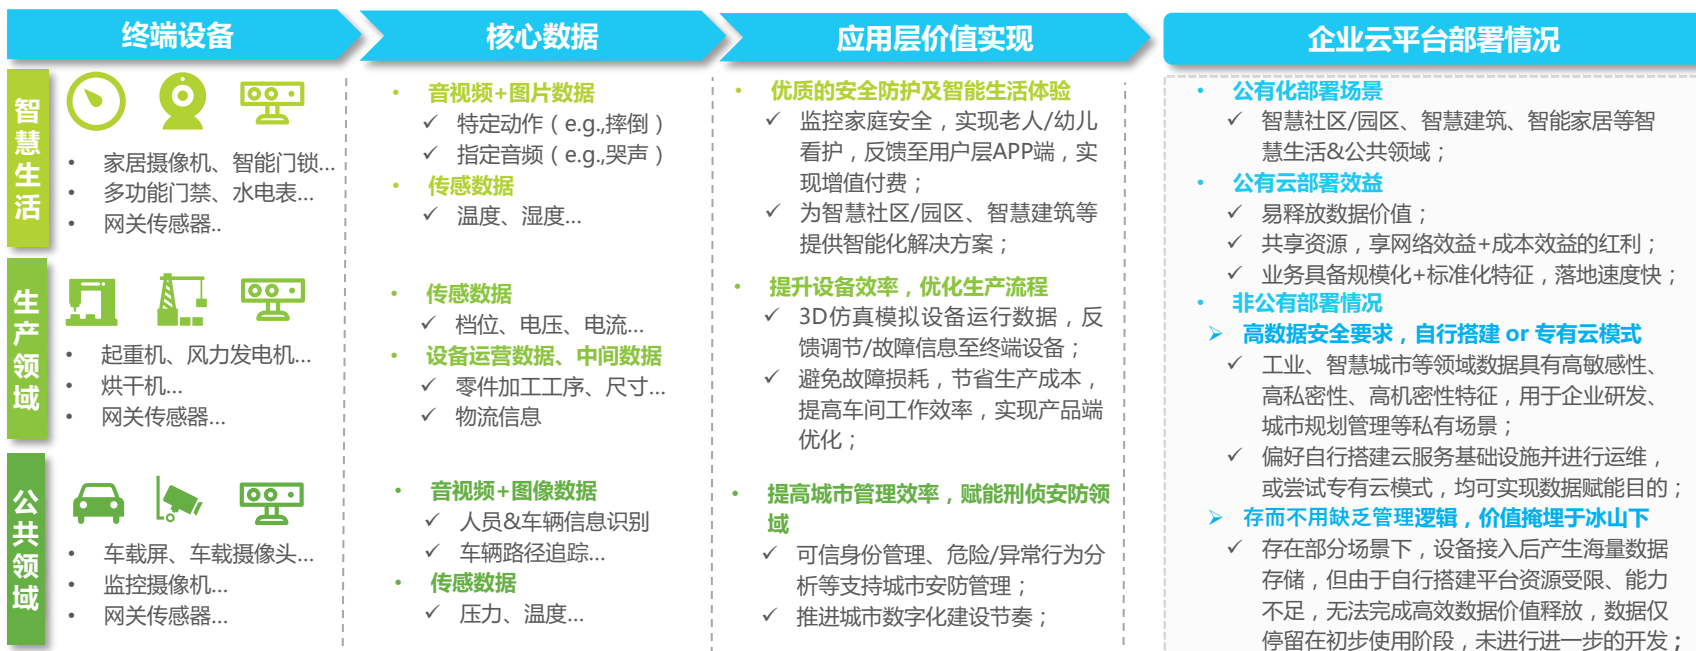 终端设备
核心数据
应用层价值实现
企业云平台部署情况
智慧生活
• 家居摄像机、智能门锁...
• 多功能门禁、水电表...
• 网关传感器..
• 音视频+图片数据
✓ 特定动作（e.g.,摔倒）
✓ 指定音频（e.g.,哭声）
• 传感数据
✓ 温度、湿度...
• 优质的安全防护及智能生活体验
✓ 监控家庭安全，实现老人/幼儿
看护，反馈至用户层APP端，实
现增值付费；
✓ 为智慧社区/园区、智慧建筑等
提供智能化解决方案；
生产领域
• 起重机、风力发电机...
• 烘干机...
• 网关传感器...
• 传感数据
✓ 档位、电压、电流...
• 设备运营数据、中间数据
✓ 零件加工工序、尺寸...
✓ 物流信息
• 提升设备效率，优化生产流程
✓ 3D仿真模拟设备运行数据，反
馈调节/故障信息至终端设备；
✓ 避免故障损耗，节省生产成本，
提高车间工作效率，实现产品端
优化；
公共领域
• 车载屏、车载摄像头...
• 监控摄像机...
• 网关传感器...
• 音视频+图像数据
✓ 人员&车辆信息识别
✓ 车辆路径追踪...
• 传感数据
✓ 压力、温度...
• 提高城市管理效率，赋能刑侦安防领
域
✓ 可信身份管理、危险/异常行为分
析等支持城市安防管理；
✓ 推进城市数字化建设节奏；
• 公有化部署场景
✓ 智慧社区/园区、智慧建筑、智能家居等智
慧生活&公共领域；
• 公有云部署效益
✓ 易释放数据价值；
✓ 共享资源，享网络效益+成本效益的红利；
✓ 业务具备规模化+标准化特征，落地速度快；
• 非公有部署情况
➢ 高数据安全要求，自行搭建 or 专有云模式
✓ 工业、智慧城市等领域数据具有高敏感性、
高私密性、高机密性特征，用于企业研发、
城市规划管理等私有场景；
✓ 偏好自行搭建云服务基础设施并进行运维，
或尝试专有云模式，均可实现数据赋能目的；
➢ 存而不用缺乏管理逻辑，价值掩埋于冰山下
✓ 存在部分场景下，设备接入后产生海量数据
存储，但由于自行搭建平台资源受限、能力
不足，无法完成高效数据价值释放，数据仅
停留在初步使用阶段，未进行进一步的开发；